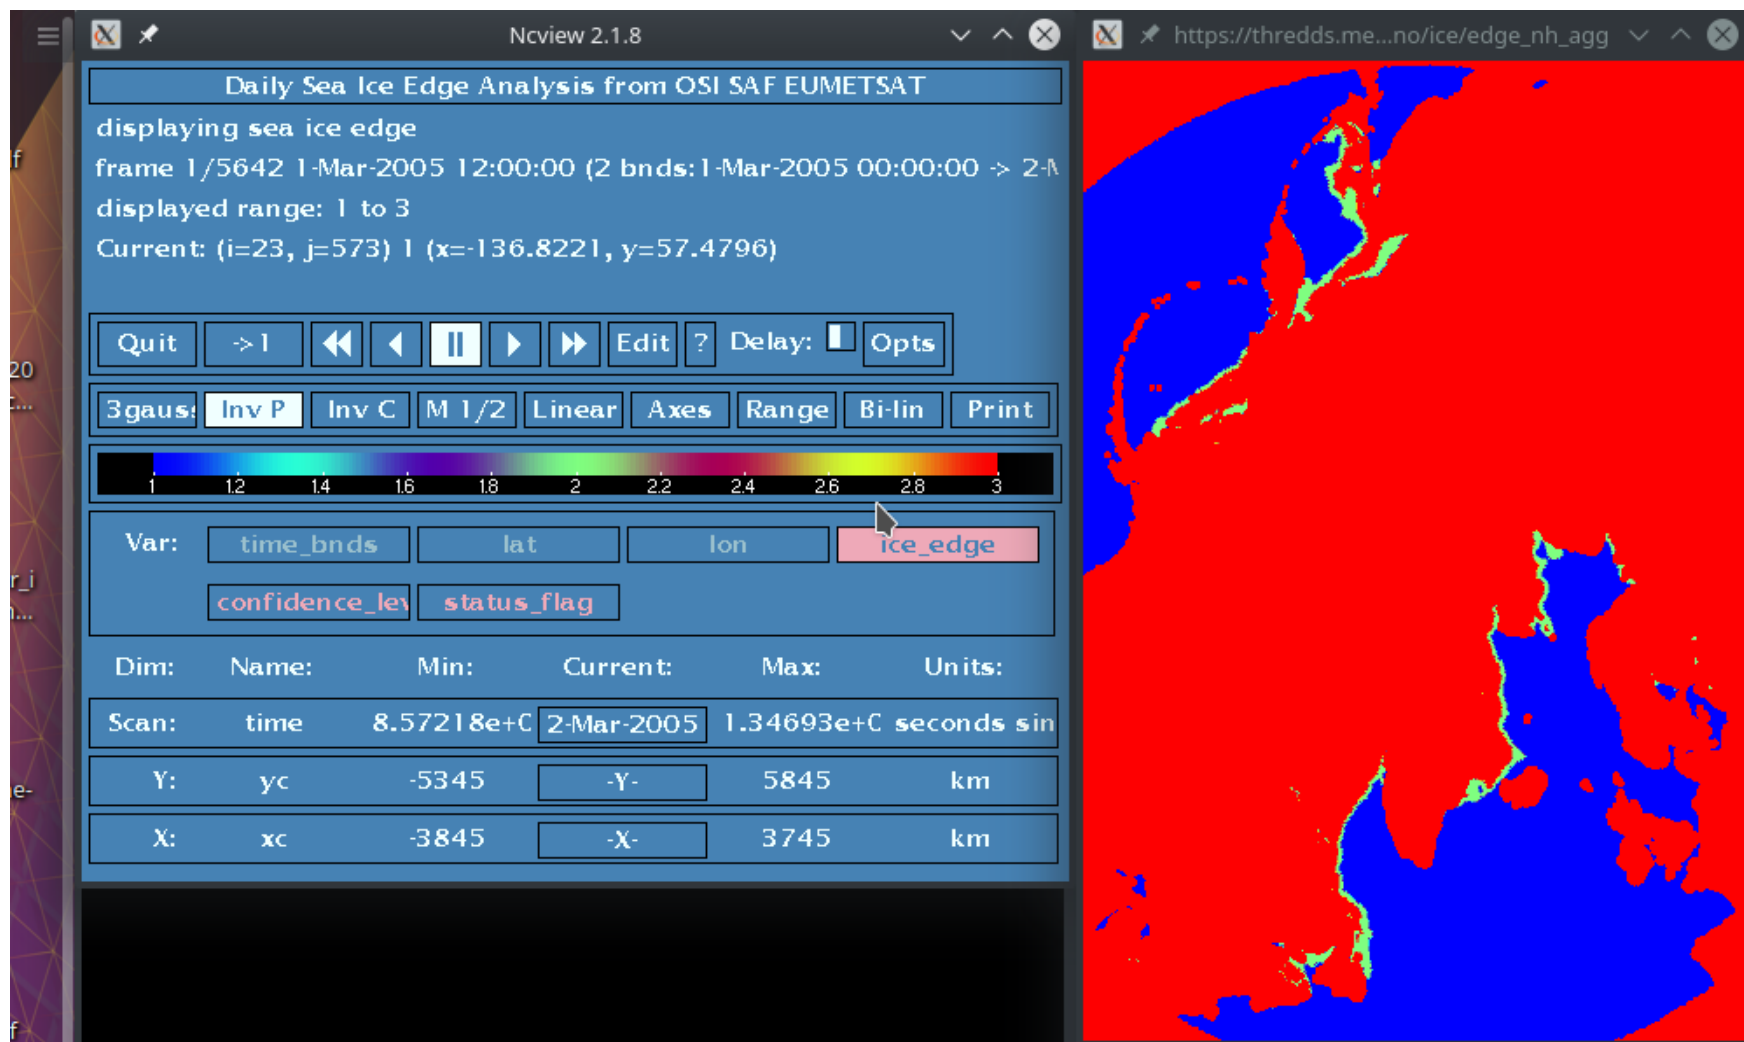 Ncview 2.1.8
https://thredds.me...no/ice/edge_nh_agg
Daily Sea Ice Edge Analysis from OSI SAF EUMETSAT
displaying sea ice edge
frame 1/5642 1-Mar-2005 12:00:00 (2 bnds:1-Mar-2005 00:00:00 -> 2-M
displayed range: 1 to 3
Current: (i=23, j=573) 1 (x=-136.8221, y=57.4796)
Quit ->1 Edit ? Delay: Opts
3gauss Inv P Inv C M 1/2 Linear Axes Range Bi-lin Print
1 1.2 1.4 1.6 1.8 2 2.2 2.4 2.6 2.8 3
Var: time_bnds lat lon ice_edge
confidence_lev status_flag
Dim: Name: Min: Current: Max: Units:
Scan: time 8.57218e+0 2-Mar-2005 1.34693e+0 seconds sin
Y: yc -5345 -Y- 5845 km
X: xc -3845 -X- 3745 km
f
20
...
r_i
...
e-
f